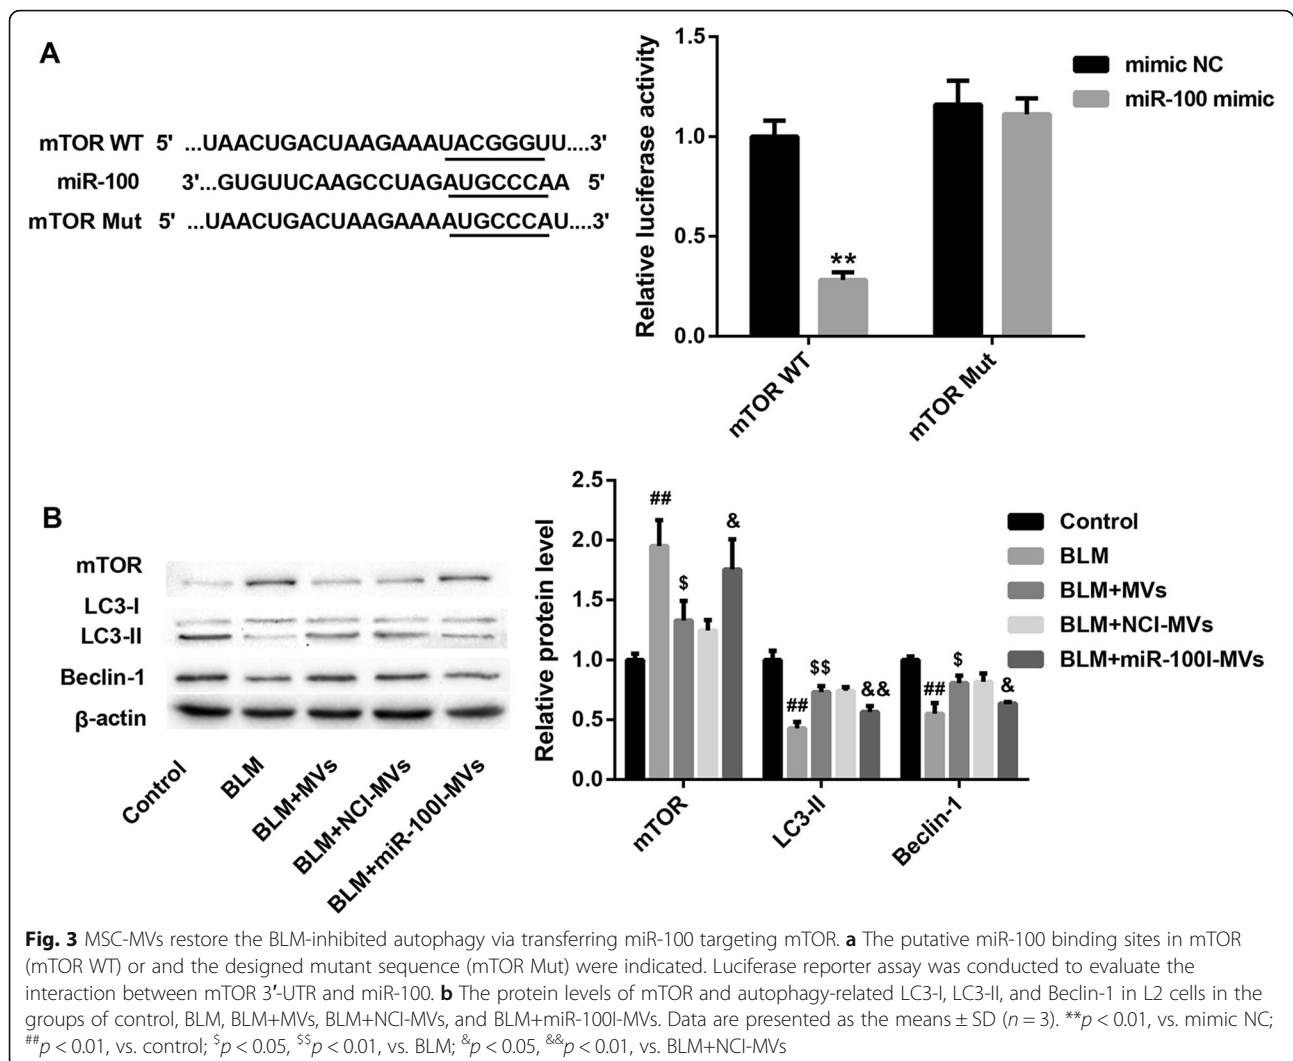 A
mTOR WT 5' ...UAACUGACUAAGAAAUACGGGUU....3'
miR-100 3'...GUGUUCAAGCCUAGAUGCCCAA 5'
mTOR Mut 5' ...UAACUGACUAAGAAAAUGCCCAU....3'
Relative luciferase activity
1.5
1.0
0.5
0.0
**
mTOR WT
mTOR Mut
mimic NC
miR-100 mimic
B
mTOR
LC3-I
LC3-II
Beclin-1
β-actin
Control
BLM
BLM+MVs
BLM+NCI-MVs
BLM+miR-100I-MVs
Relative protein level
2.5
2.0
1.5
1.0
0.5
0.0
##
$
&
##
$$
&&
##
$
&
mTOR
LC3-II
Beclin-1
Control
BLM
BLM+MVs
BLM+NCI-MVs
BLM+miR-100I-MVs
Fig. 3 MSC-MVs restore the BLM-inhibited autophagy via transferring miR-100 targeting mTOR. a The putative miR-100 binding sites in mTOR
(mTOR WT) or and the designed mutant sequence (mTOR Mut) were indicated. Luciferase reporter assay was conducted to evaluate the
interaction between mTOR 3′-UTR and miR-100. b The protein levels of mTOR and autophagy-related LC3-I, LC3-II, and Beclin-1 in L2 cells in the
groups of control, BLM, BLM+MVs, BLM+NCI-MVs, and BLM+miR-100I-MVs. Data are presented as the means ± SD (n = 3). **p < 0.01, vs. mimic NC;
##p < 0.01, vs. control; $p < 0.05, $$p < 0.01, vs. BLM; &p < 0.05, &&p < 0.01, vs. BLM+NCI-MVs